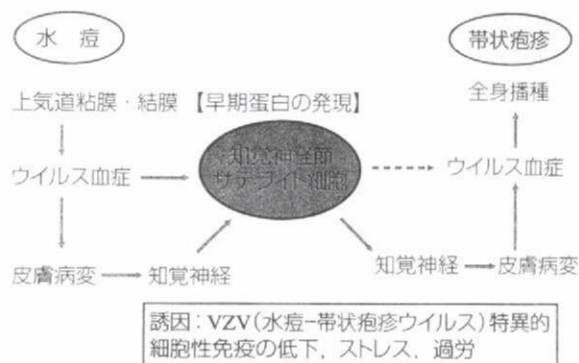 水 痘
帯状疱疹
上気道粘膜・結膜 【早期蛋白の発現】
全身播種
知覚神経節
サテライト細胞
ウイルス血症
ウイルス血症
皮膚病変
知覚神経
知覚神経
皮膚病変
誘因:VZV(水痘-帯状疱疹ウイルス)特異的
細胞性免疫の低下,ストレス,過労